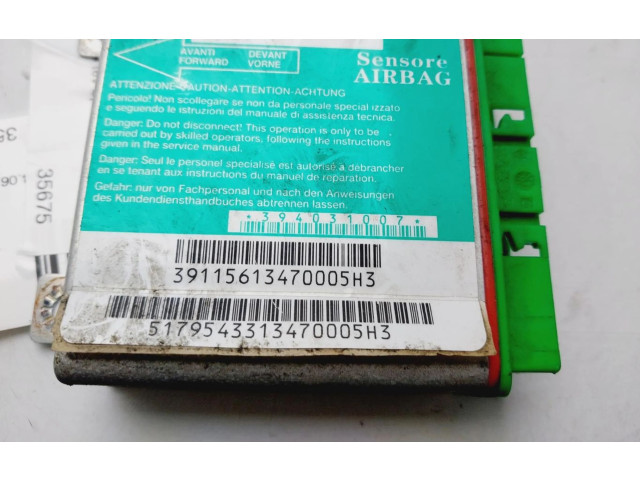 AVANTI DEVANT
FORWARD VORNE
Sensore
AIRBAG
ATTENZIONE-CAUTION-ATTENTION-ACHTUNG
Pericolo! Non scollegare se non da personale specializzato
e seguendo le istruzioni del manuale di assistenza tecnica.
Danger: Do not disconnect! This operation is only to be
carried out by skilled operators, following the instructions
given in the service manual.
Danger: Seul le personel specialisé est autorisé a debrancher
en se tenant aux instructions du manuel de réparation.
Gefahr: nur von Fachpersonal und nach den Anweisungen
des Kundendiensthandbuches abtrennen lassen.
*394031007*
39115613470005H3
5179543313470005H3
35675